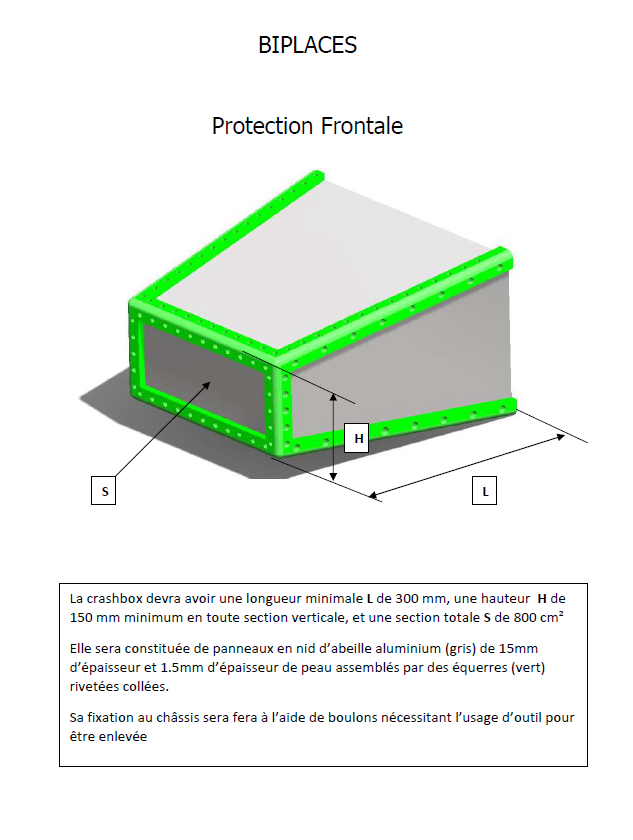 BIPLACES
Protection Frontale
H
S
L
La crashbox devra avoir une longueur minimale L de 300 mm, une hauteur H de
150 mm minimum en toute section verticale, et une section totale S de 800 cm²
Elle sera constituée de panneaux en nid d’abeille aluminium (gris) de 15mm
d’épaisseur et 1.5mm d’épaisseur de peau assemblés par des équerres (vert)
rivetées collées.
Sa fixation au châssis sera fera à l’aide de boulons nécessitant l’usage d’outil pour
être enlevée